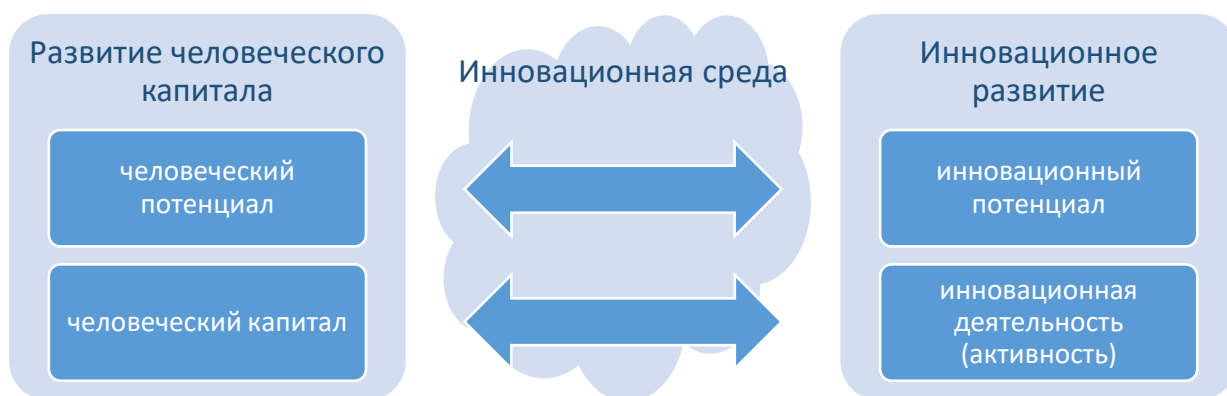 Развитие человеческого
капитала
человеческий
потенциал
человеческий капитал
Инновационная среда
Инновационное
развитие
инновационный
потенциал
инновационная
деятельность
(активность)